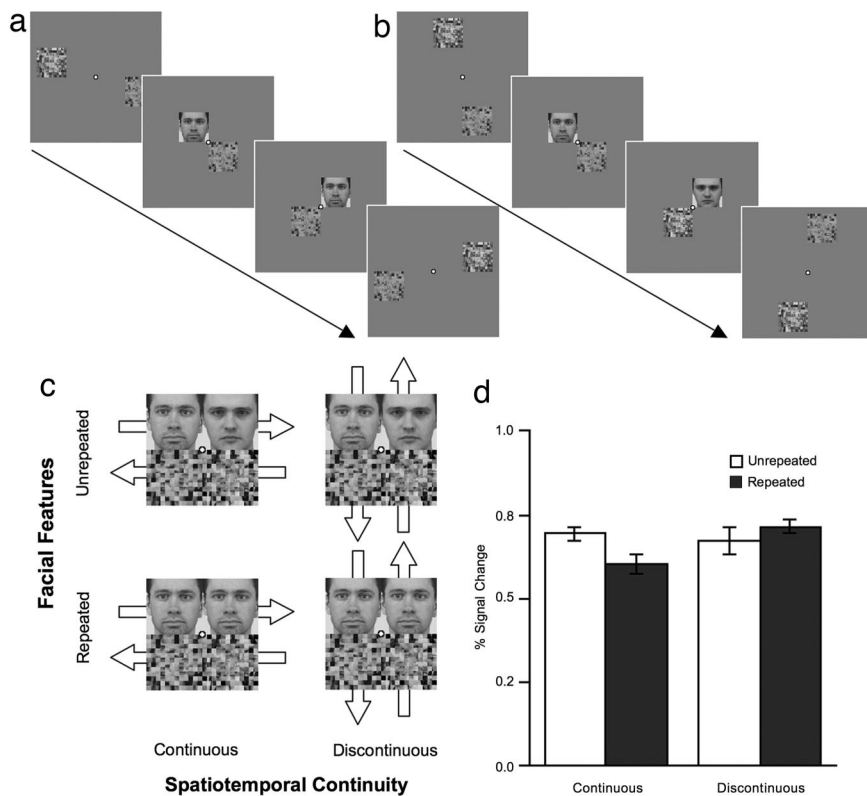 a
b
c
Facial Features
Unrepeated
Repeated
Continuous
Discontinuous
Spatiotemporal Continuity
d
Unrepeated
Repeated
% Signal Change
1.0
0.8
0.5
0.2
0.0
Continuous
Discontinuous